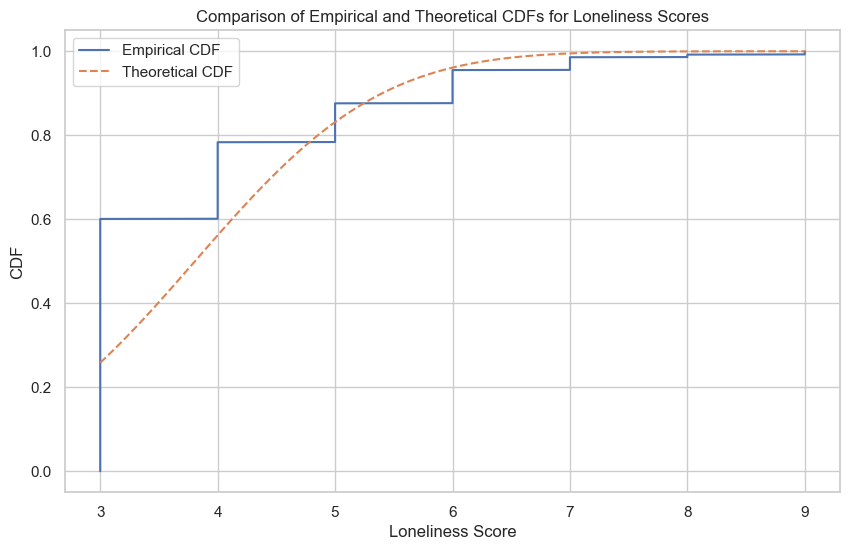 Comparison of Empirical and Theoretical CDFs for Loneliness Scores
Empirical CDF
Theoretical CDF
CDF
1.0
0.8
0.6
0.4
0.2
0.0
3 4 5 6 7 8 9
Loneliness Score